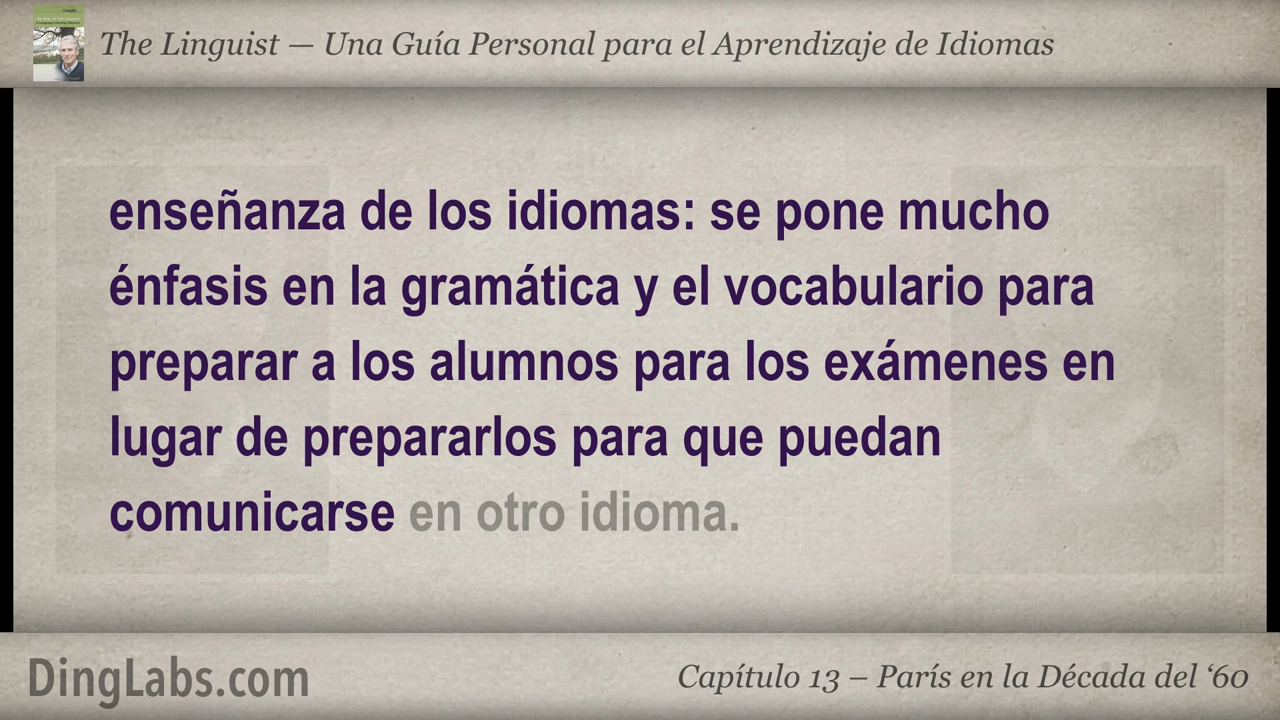 The Linguist — Una Guía Personal para el Aprendizaje de Idiomas
enseñanza de los idiomas: se pone mucho
énfasis en la gramática y el vocabulario para
preparar a los alumnos para los exámenes en
lugar de prepararlos para que puedan
comunicarse en otro idioma.
DingLabs.com
Capítulo 13 – París en la Década del ‘60